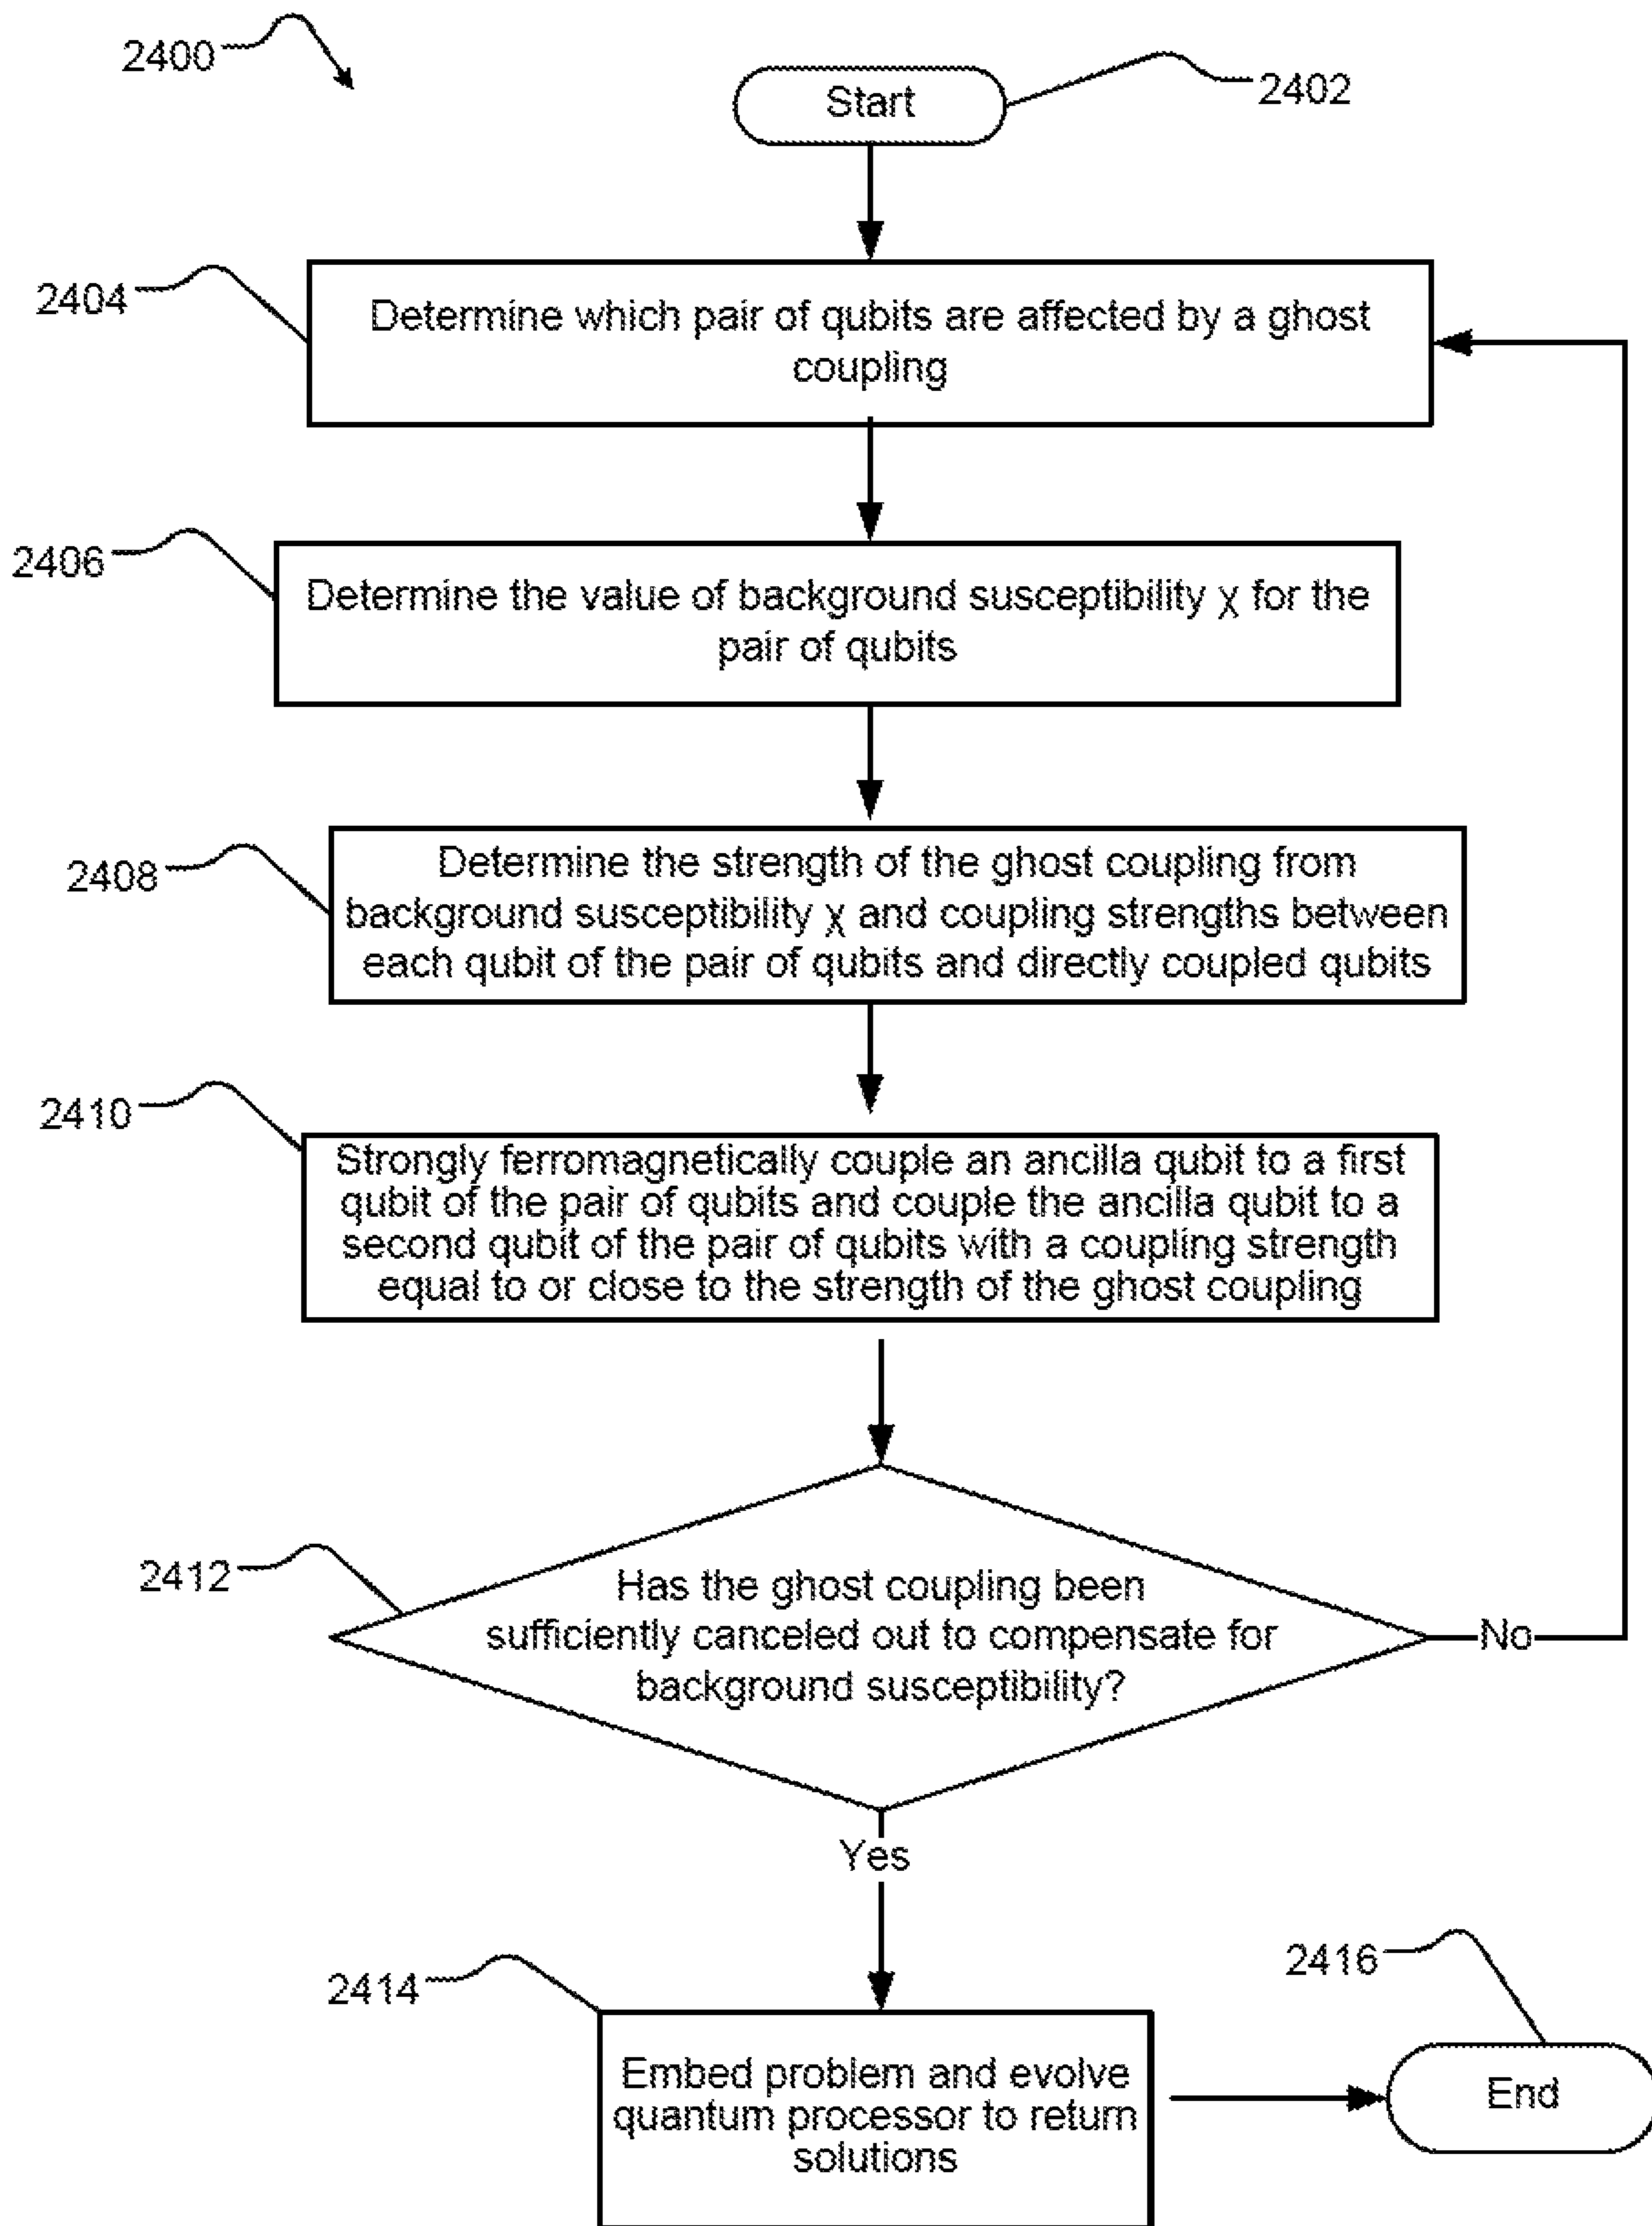 2400
Start
2402
2404
Determine which pair of qubits are affected by a ghost
coupling
2406
Determine the value of background susceptibility χ for the
pair of qubits
2408
Determine the strength of the ghost coupling from
background susceptibility χ and coupling strengths between
each qubit of the pair of qubits and directly coupled qubits
2410
Strongly ferromagnetically couple an ancilla qubit to a first
qubit of the pair of qubits and couple the ancilla qubit to a
second qubit of the pair of qubits with a coupling strength
equal to or close to the strength of the ghost coupling
2412
Has the ghost coupling been
sufficiently canceled out to compensate for
background susceptibility?
No
Yes
2414
Embed problem and evolve
quantum processor to return
solutions
2416
End